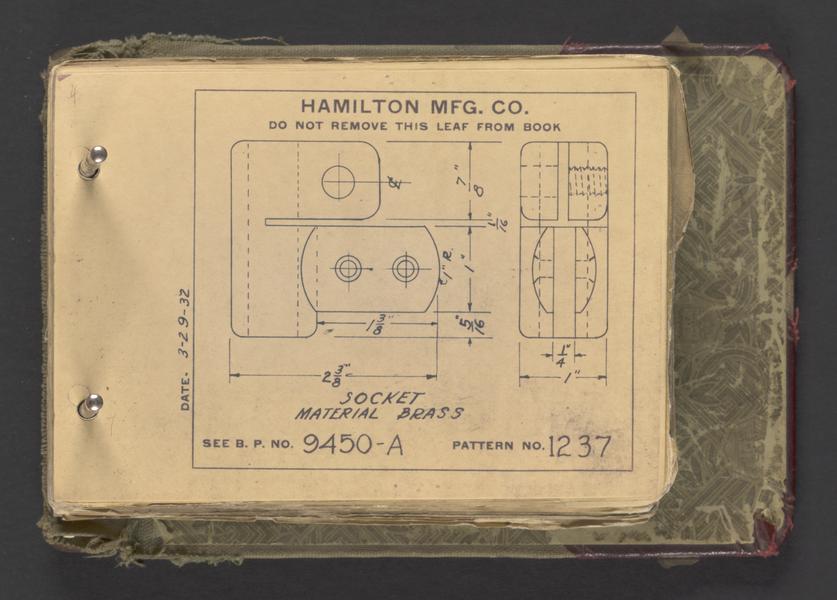 HAMILTON MFG. CO.
DO NOT REMOVE THIS LEAF FROM BOOK
7/8"
1/16"
1" R.
1"
1 3/8"
5/16"
2 3/8"
1/4"
1"
SOCKET
MATERIAL BRASS
SEE B. P. NO. 9450-A
PATTERN NO. 1237
DATE- 3-29-32